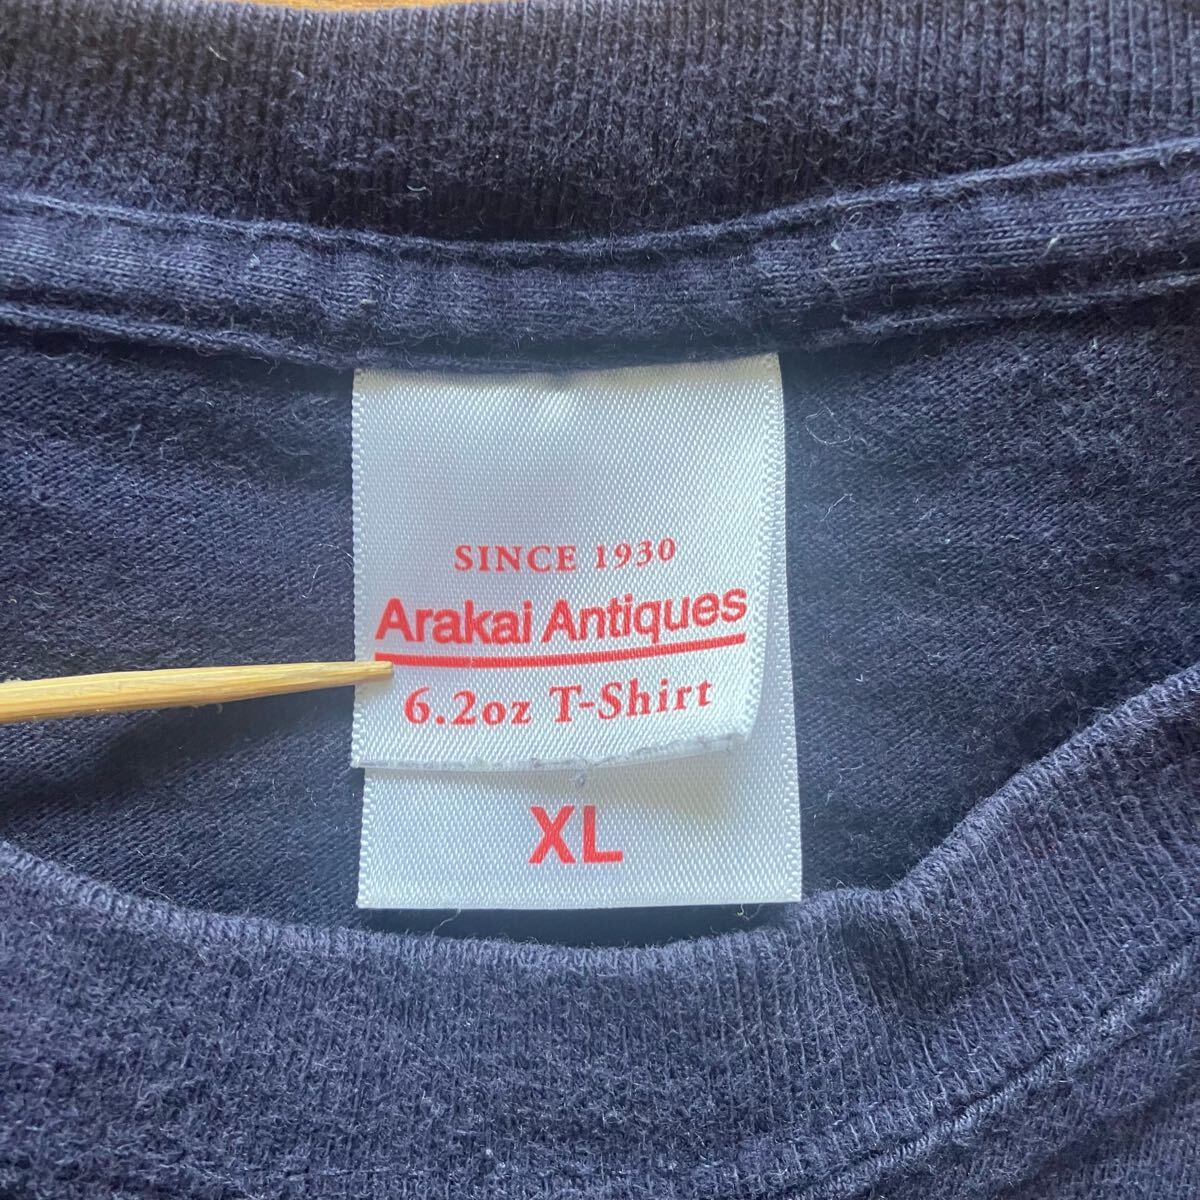 SINCE 1930
Arakai Antiques
6.2oz T-Shirt
XL